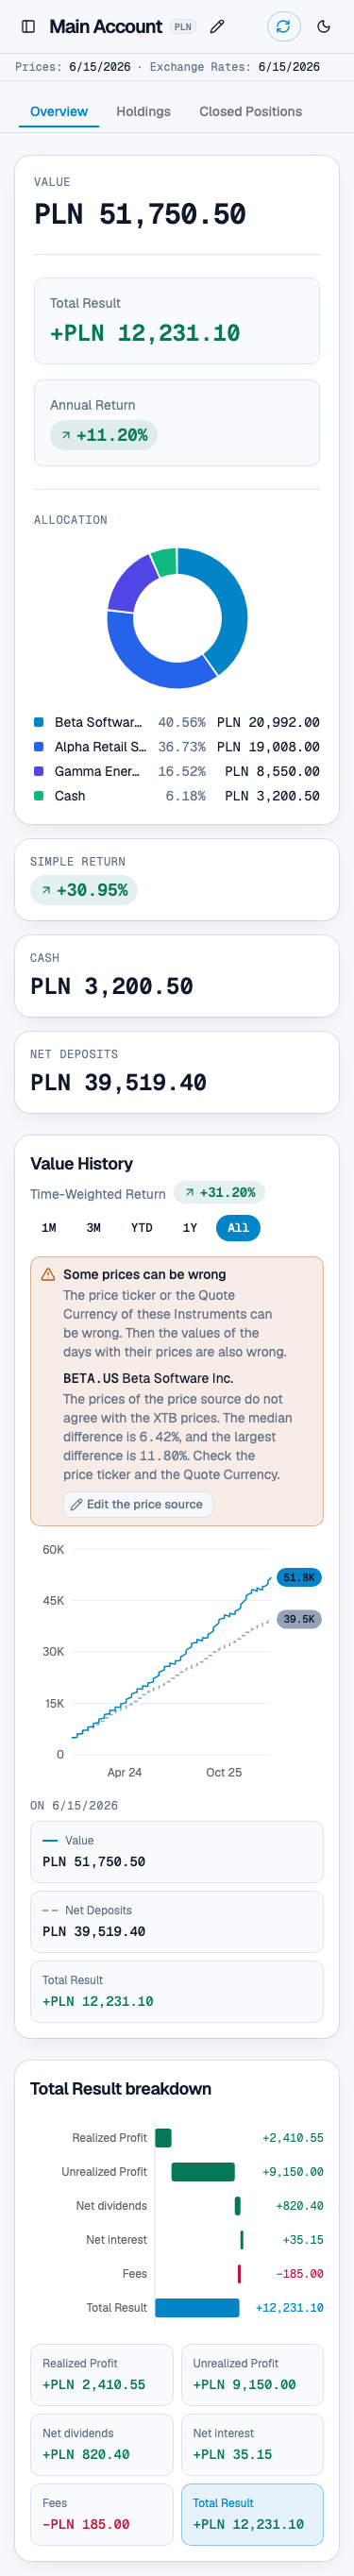 Main Account PLN
Prices: 6/15/2026 · Exchange Rates: 6/15/2026
Overview Holdings Closed Positions
VALUE
PLN 51,750.50
Total Result
+PLN 12,231.10
Annual Return
+11.20%
ALLOCATION
Beta Softwar… 40.56% PLN 20,992.00
Alpha Retail S… 36.73% PLN 19,008.00
Gamma Ener… 16.52% PLN 8,550.00
Cash 6.18% PLN 3,200.50
SIMPLE RETURN
+30.95%
CASH
PLN 3,200.50
NET DEPOSITS
PLN 39,519.40
Value History
Time-Weighted Return +31.20%
1M 3M YTD 1Y All
Some prices can be wrong
The price ticker or the Quote
Currency of these Instruments can
be wrong. Then the values of the
days with their prices are also wrong.
BETA.US Beta Software Inc.
The prices of the price source do not
agree with the XTB prices. The median
difference is 6.42%, and the largest
difference is 11.80%. Check the
price ticker and the Quote Currency.
Edit the price source
60K
51.8K
45K
39.5K
30K
15K
0
Apr 24 Oct 25
ON 6/15/2026
Value
PLN 51,750.50
Net Deposits
PLN 39,519.40
Total Result
+PLN 12,231.10
Total Result breakdown
Realized Profit +2,410.55
Unrealized Profit +9,150.00
Net dividends +820.40
Net interest +35.15
Fees −185.00
Total Result +12,231.10
Realized Profit Unrealized Profit
+PLN 2,410.55 +PLN 9,150.00
Net dividends Net interest
+PLN 820.40 +PLN 35.15
Fees Total Result
−PLN 185.00 +PLN 12,231.10